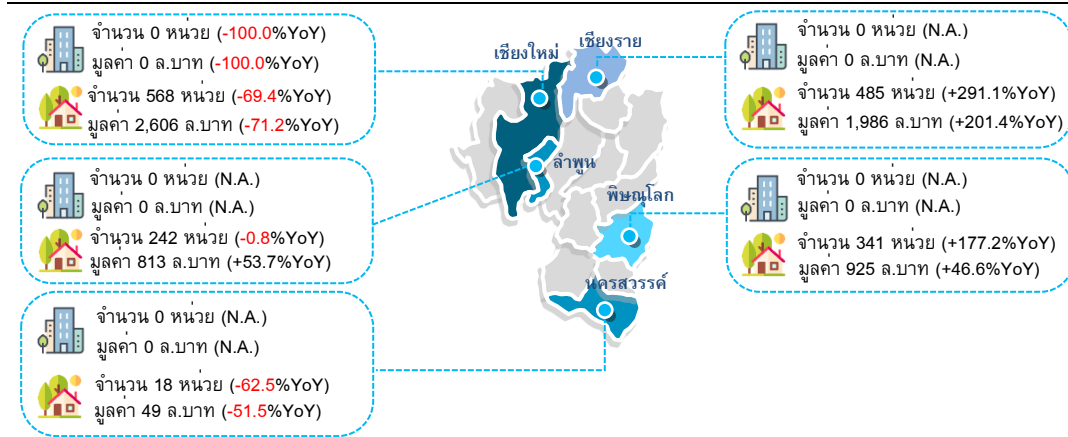 จำนวน 0 หน่วย (-100.0%YoY)
มูลค่า 0 ล.บาท (-100.0%YoY)
จำนวน 568 หน่วย (-69.4%YoY)
มูลค่า 2,606 ล.บาท (-71.2%YoY)
จำนวน 0 หน่วย (N.A.)
มูลค่า 0 ล.บาท (N.A.)
จำนวน 242 หน่วย (-0.8%YoY)
มูลค่า 813 ล.บาท (+53.7%YoY)
จำนวน 0 หน่วย (N.A.)
มูลค่า 0 ล.บาท (N.A.)
จำนวน 18 หน่วย (-62.5%YoY)
มูลค่า 49 ล.บาท (-51.5%YoY)
เชียงใหม่
เชียงราย
ลำพูน
พิษณุโลก
นครสวรรค์
จำนวน 0 หน่วย (N.A.)
มูลค่า 0 ล.บาท (N.A.)
จำนวน 485 หน่วย (+291.1%YoY)
มูลค่า 1,986 ล.บาท (+201.4%YoY)
จำนวน 0 หน่วย (N.A.)
มูลค่า 0 ล.บาท (N.A.)
จำนวน 341 หน่วย (+177.2%YoY)
มูลค่า 925 ล.บาท (+46.6%YoY)